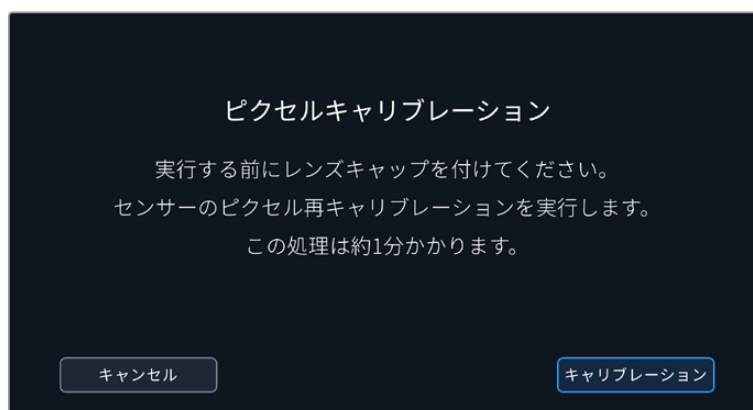 ピクセルキャリブレーション
実行する前にレンズキャップを付けてください。
センサーのピクセル再キャリブレーションを実行します。
この処理は約1分かかります。
キャンセル
キャリブレーション